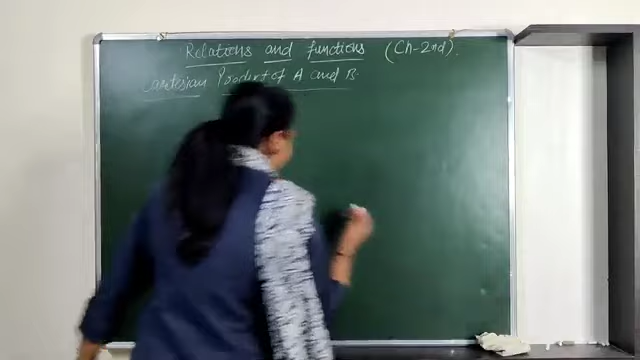 Relations and functions (Ch-2nd).
Cartesian Product of A and B.